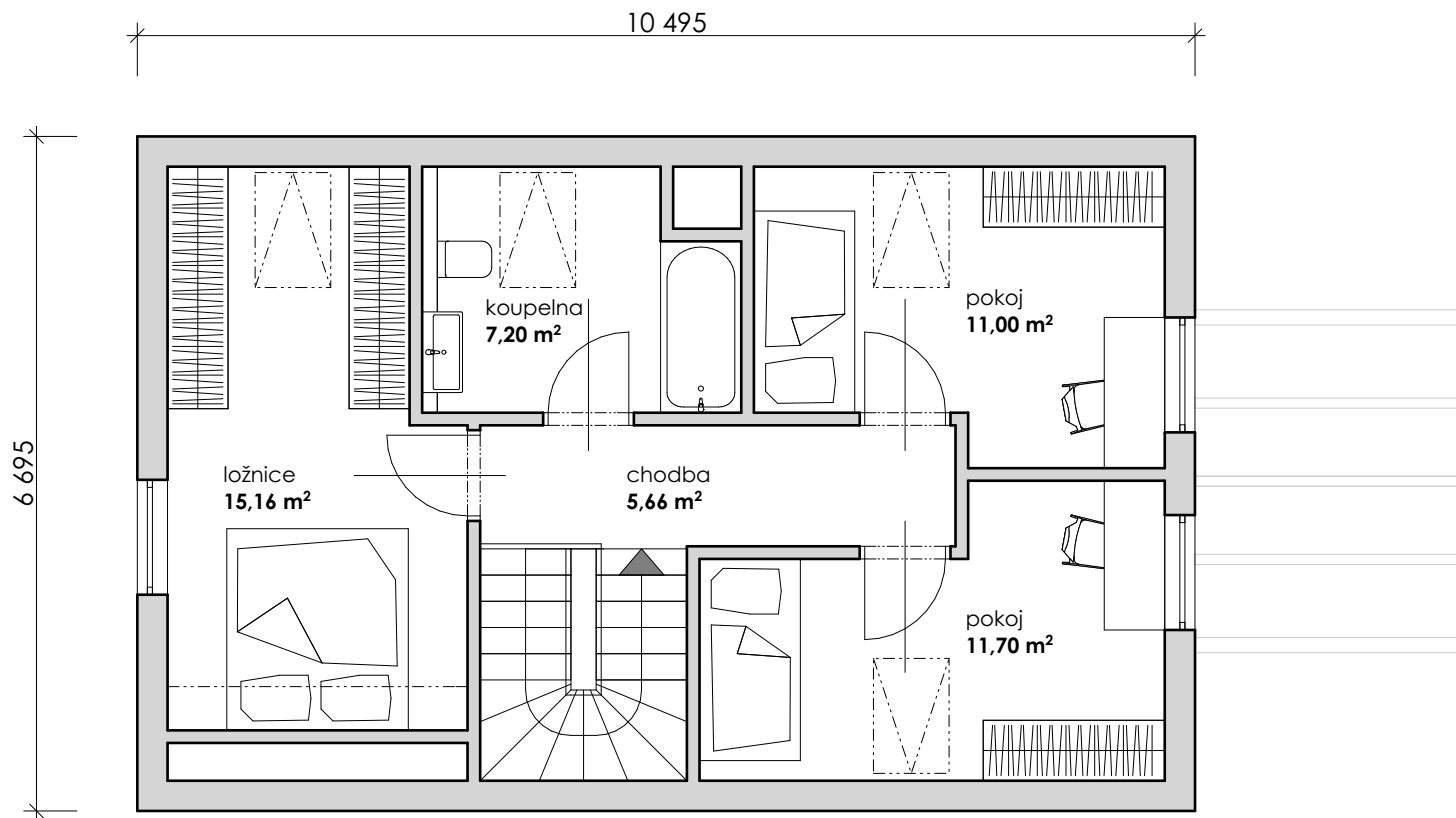 10 495
6 695
koupelna
7,20 m²
pokoj
11,00 m²
ložnice
15,16 m²
chodba
5,66 m²
pokoj
11,70 m²